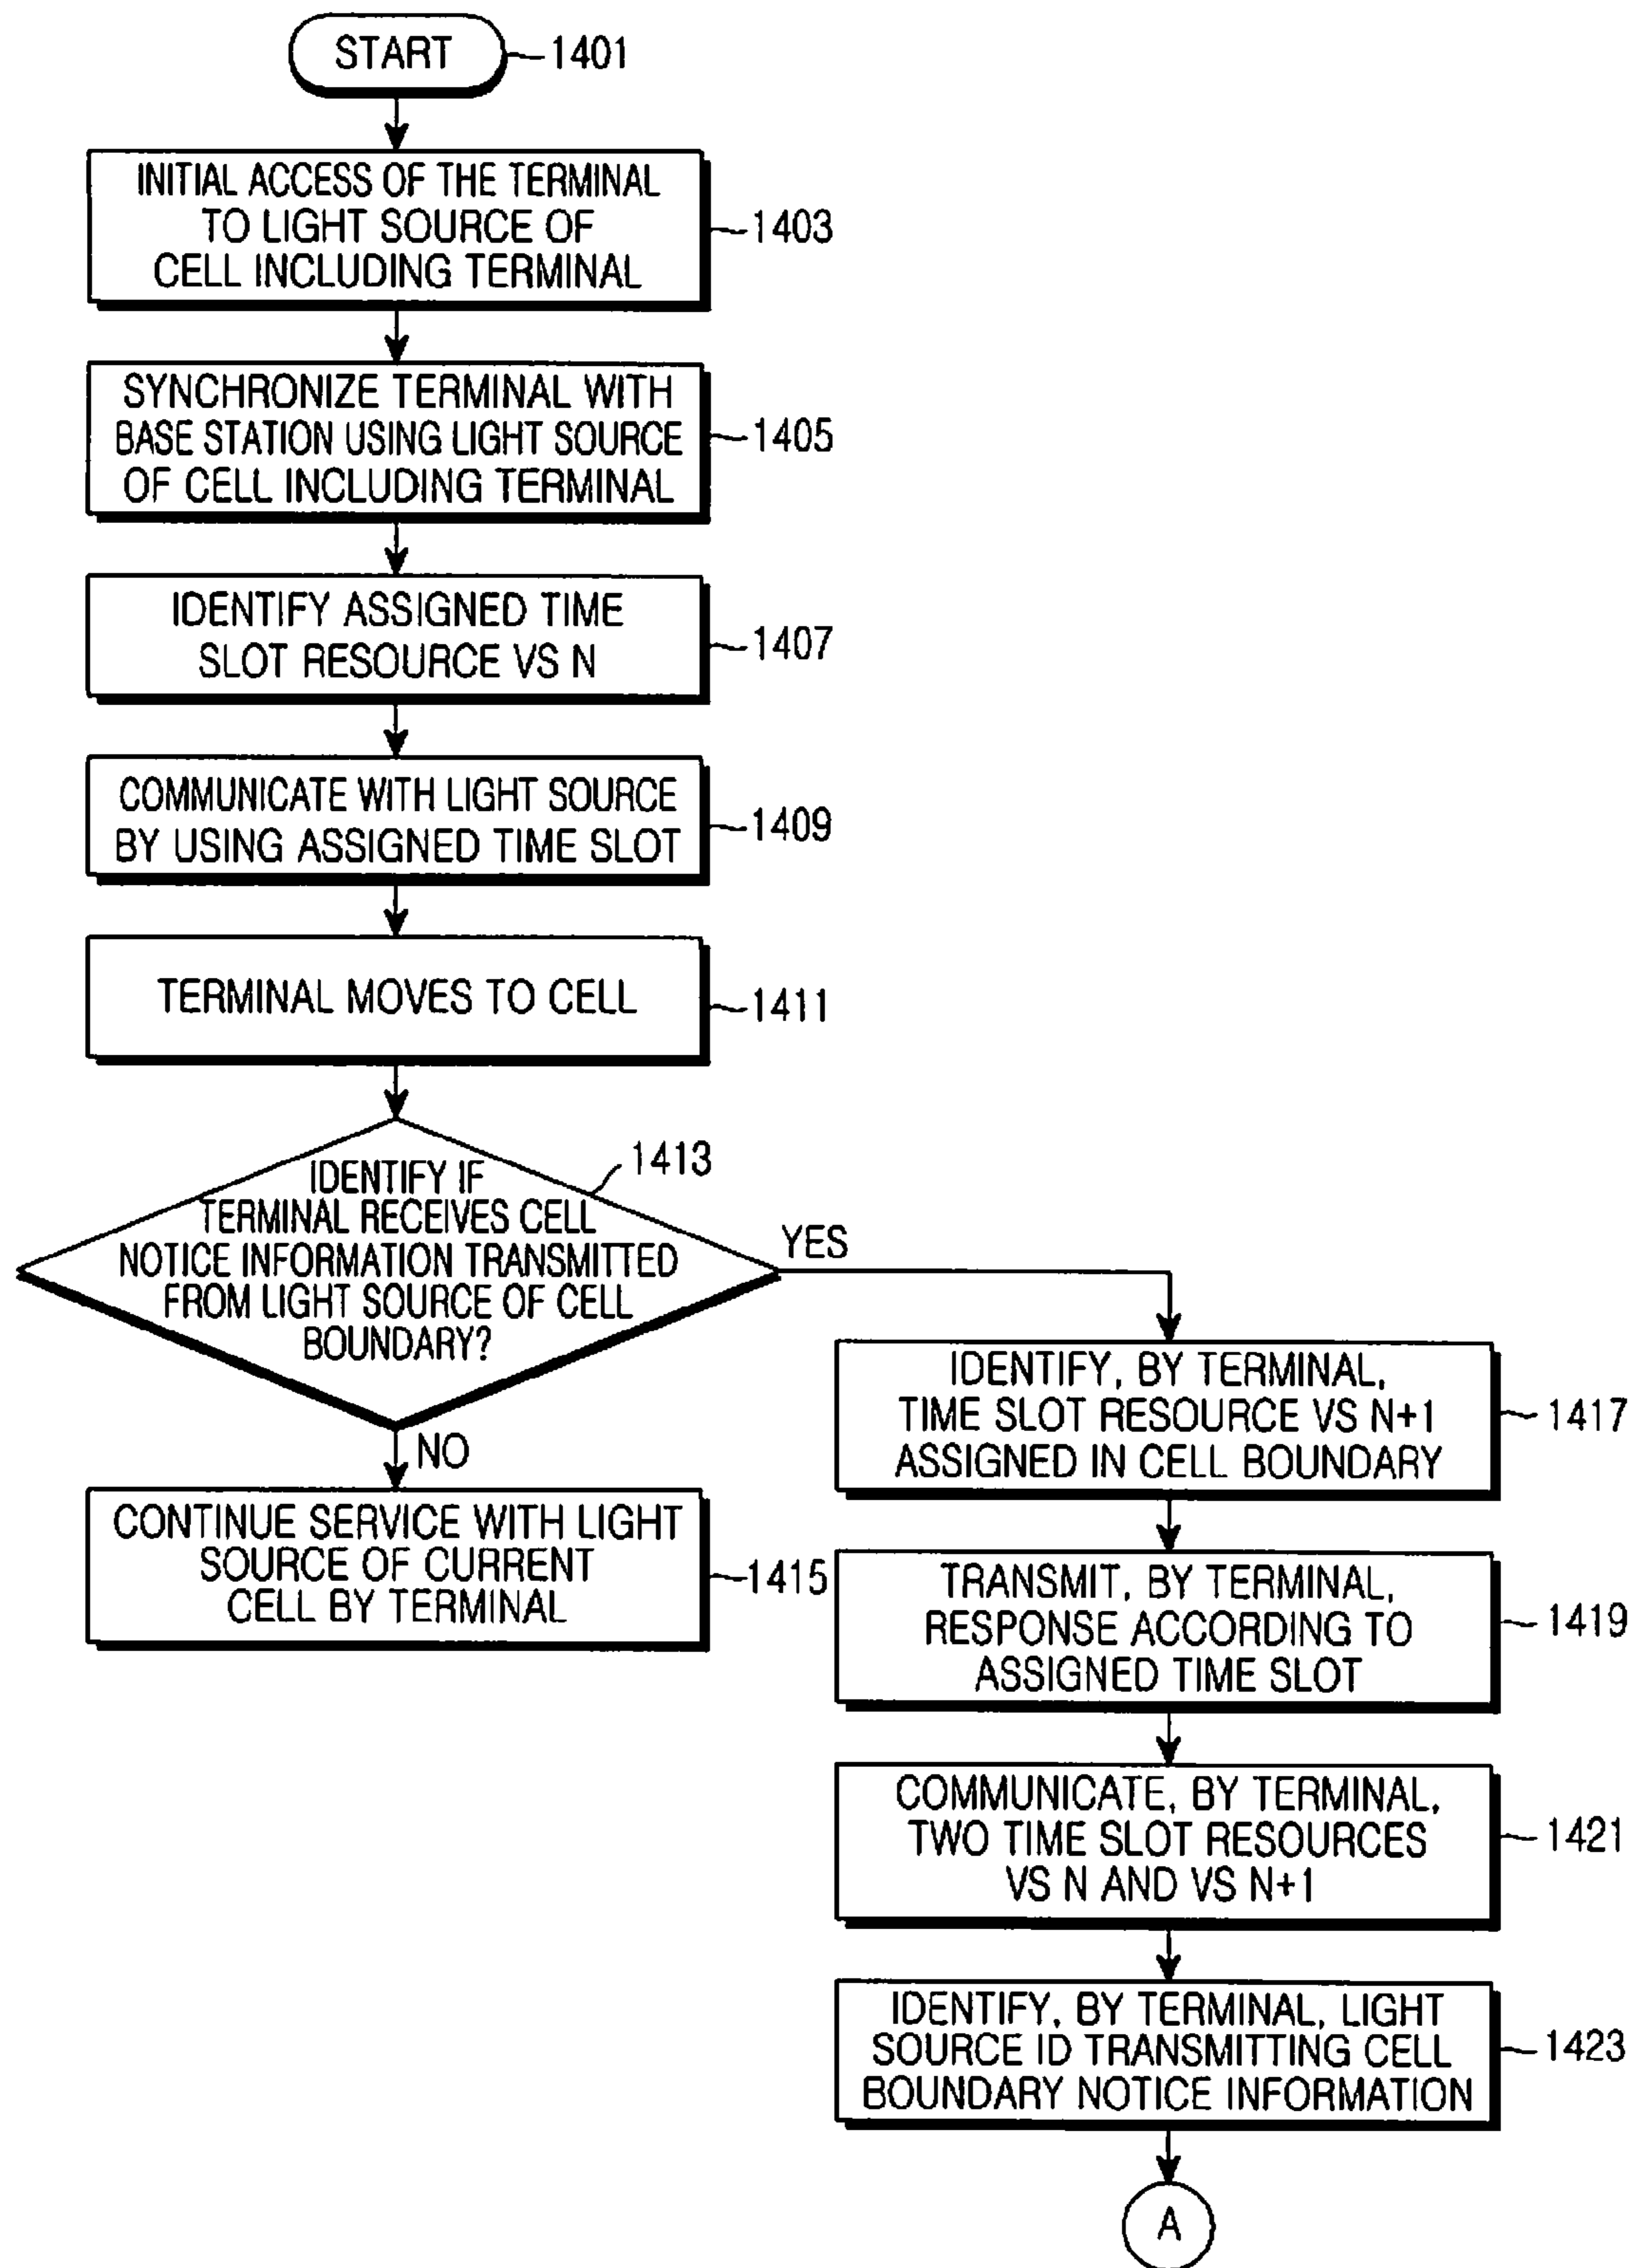 START
1401
INITIAL ACCESS OF THE TERMINAL
TO LIGHT SOURCE OF
CELL INCLUDING TERMINAL
1403
SYNCHRONIZE TERMINAL WITH
BASE STATION USING LIGHT SOURCE
OF CELL INCLUDING TERMINAL
1405
IDENTIFY ASSIGNED TIME
SLOT RESOURCE VS N
1407
COMMUNICATE WITH LIGHT SOURCE
BY USING ASSIGNED TIME SLOT
1409
TERMINAL MOVES TO CELL
1411
IDENTIFY IF
TERMINAL RECEIVES CELL
NOTICE INFORMATION TRANSMITTED
FROM LIGHT SOURCE OF CELL
BOUNDARY?
1413
YES
NO
CONTINUE SERVICE WITH LIGHT
SOURCE OF CURRENT
CELL BY TERMINAL
1415
IDENTIFY, BY TERMINAL,
TIME SLOT RESOURCE VS N+1
ASSIGNED IN CELL BOUNDARY
1417
TRANSMIT, BY TERMINAL,
RESPONSE ACCORDING TO
ASSIGNED TIME SLOT
1419
COMMUNICATE, BY TERMINAL,
TWO TIME SLOT RESOURCES
VS N AND VS N+1
1421
IDENTIFY, BY TERMINAL, LIGHT
SOURCE ID TRANSMITTING CELL
BOUNDARY NOTICE INFORMATION
1423
A